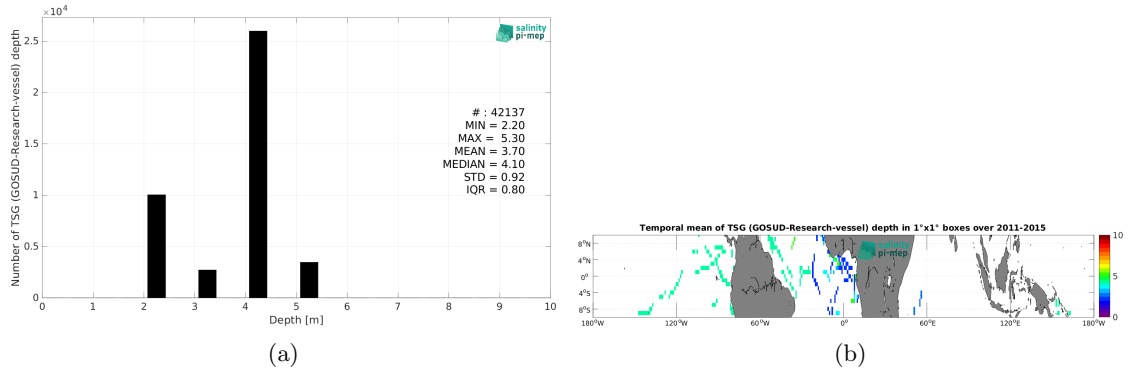 ×10⁴
salinity
pi-mep
Number of TSG (GOSUD-Research-vessel) depth
2.5
2
1.5
1
0.5
0
# : 42137
MIN = 2.20
MAX = 5.30
MEAN = 3.70
MEDIAN = 4.10
STD = 0.92
IQR = 0.80
0 1 2 3 4 5 6 7 8 9 10
Depth [m]
(a)
Temporal mean of TSG (GOSUD-Research-vessel) depth in 1°x1° boxes over 2011-2015
salinity
pi-mep
8°N
4°N
0°
4°S
8°S
180°W 120°W 60°W 0° 60°E 120°E 180°W
10
5
0
(b)